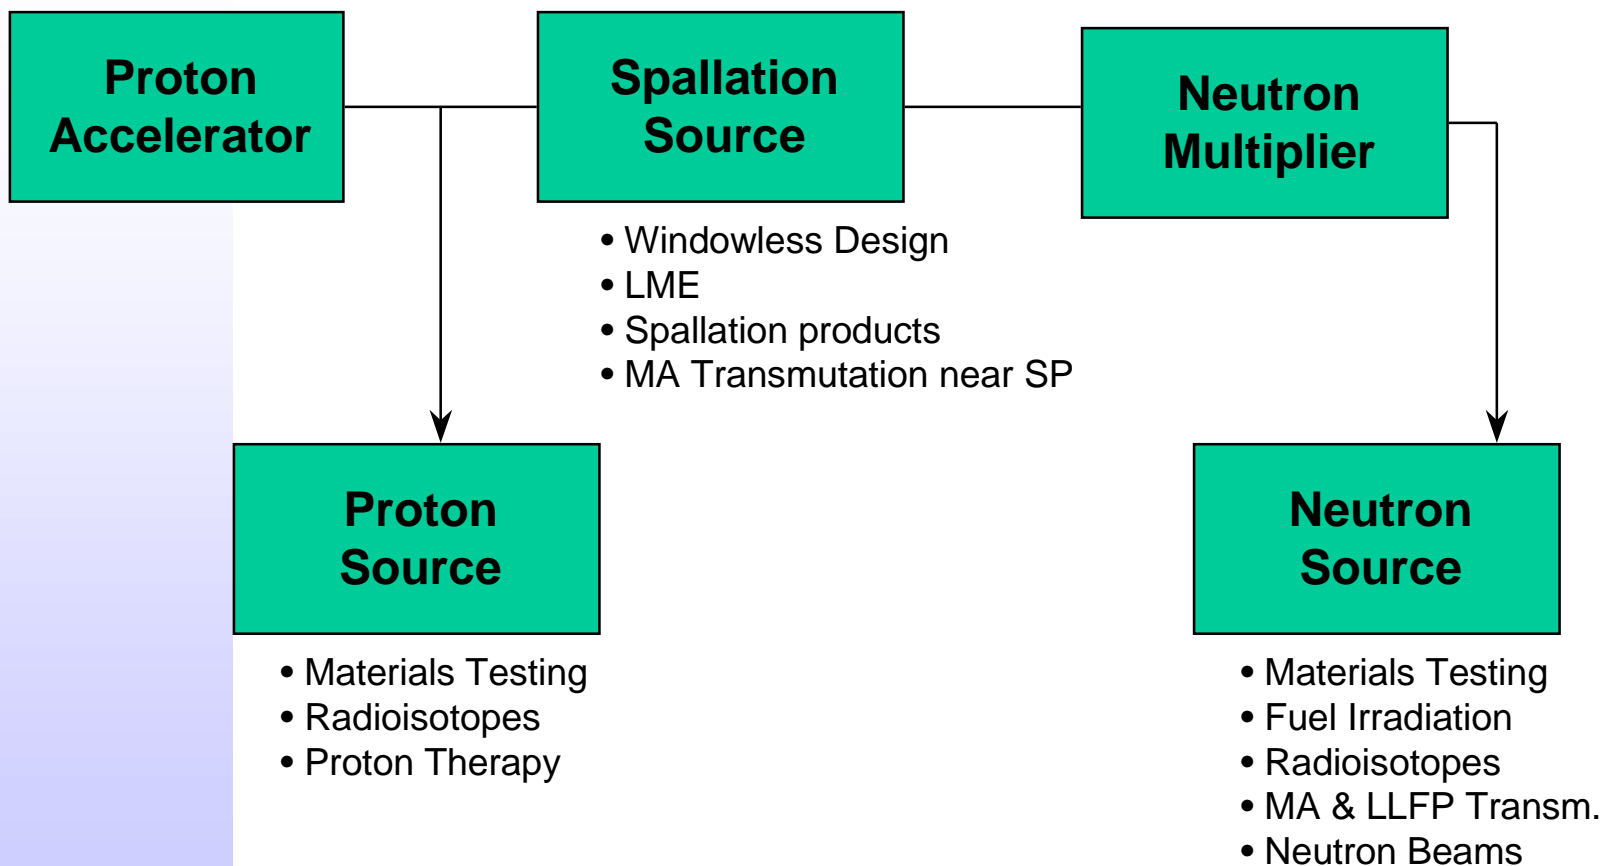 Proton
Accelerator
Spallation
Source
Neutron
Multiplier
• Windowless Design
• LME
• Spallation products
• MA Transmutation near SP
Proton
Source
• Materials Testing
• Radioisotopes
• Proton Therapy
Neutron
Source
• Materials Testing
• Fuel Irradiation
• Radioisotopes
• MA & LLFP Transm.
• Neutron Beams